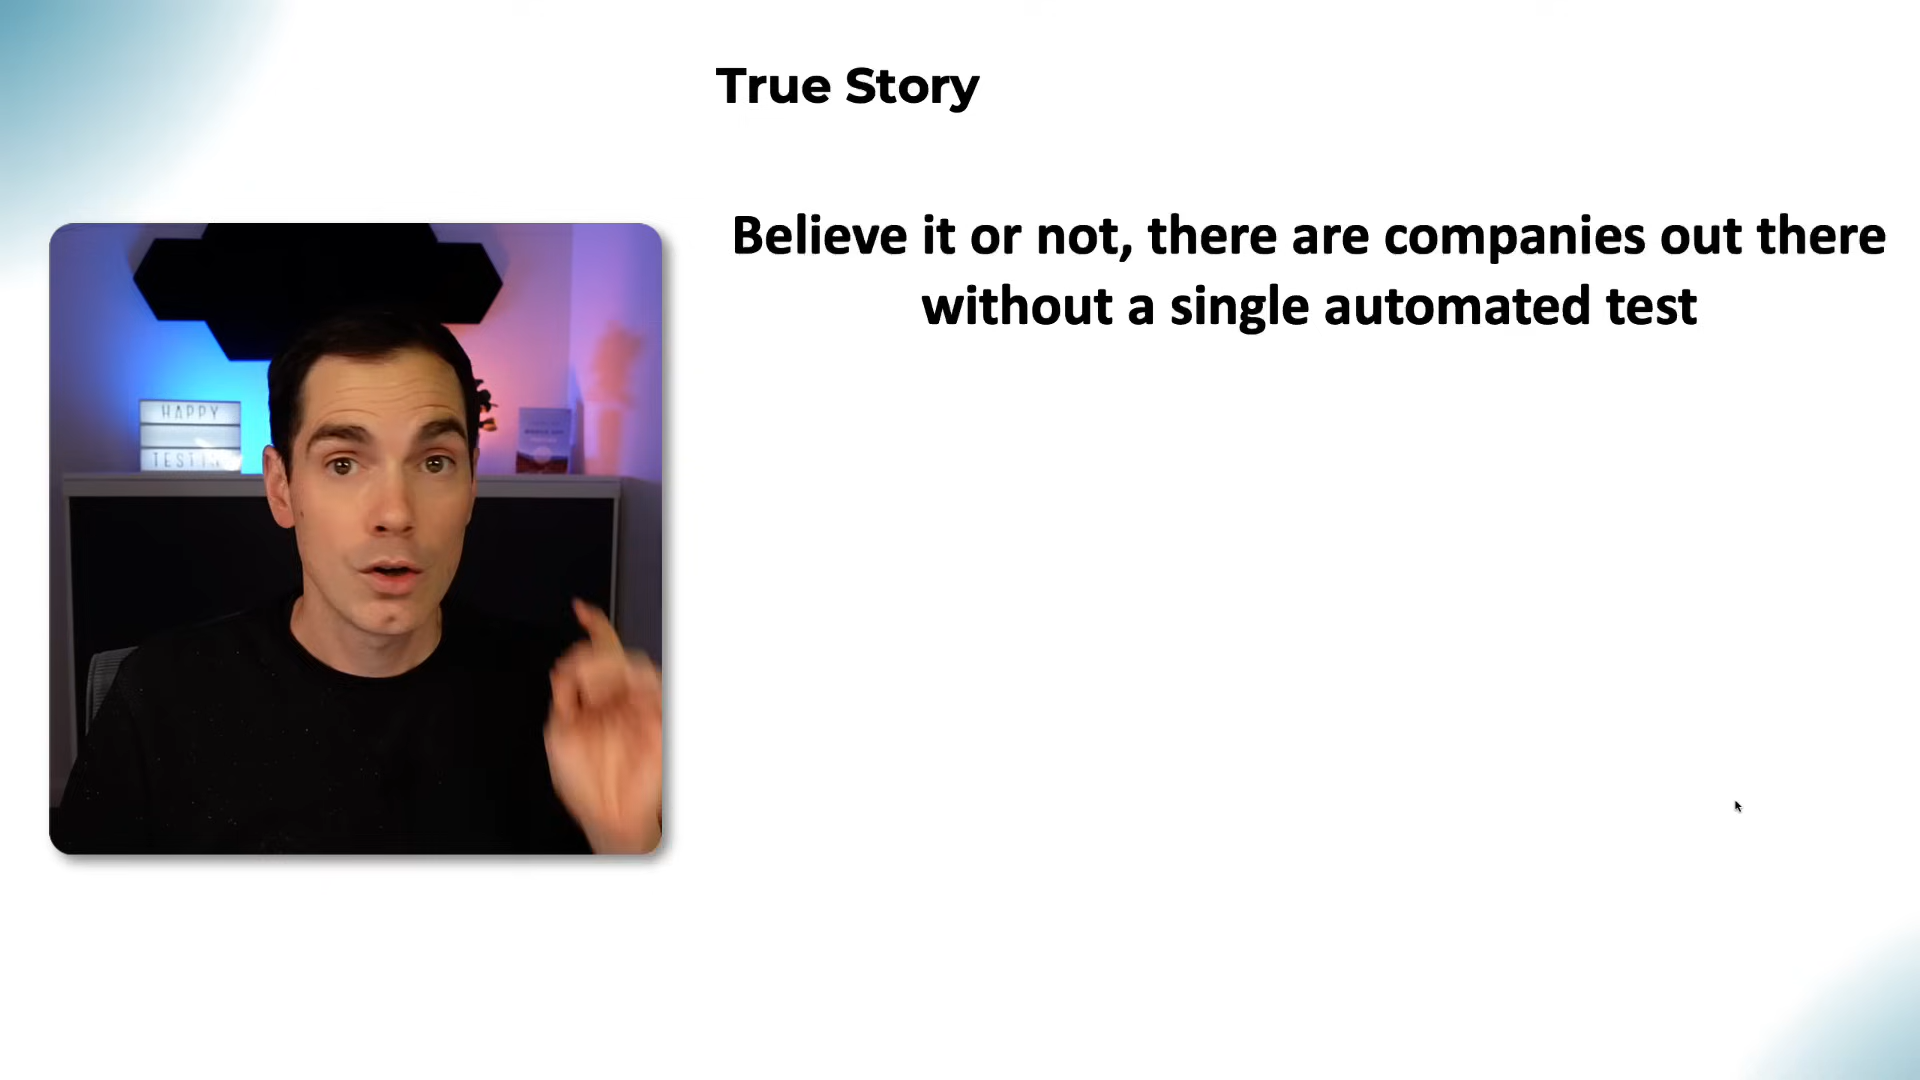 True Story
Believe it or not, there are companies out there
without a single automated test
HAPPY